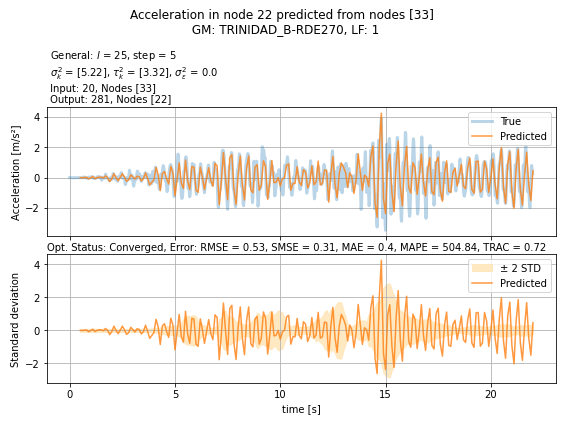 Acceleration in node 22 predicted from nodes [33]
GM: TRINIDAD_B-RDE270, LF: 1
General: l = 25, step = 5
σ²ₖ = [5.22], τ²ₖ = [3.32], σ²ε = 0.0
Input: 20, Nodes [33]
Output: 281, Nodes [22]
Acceleration [m/s²]
4
2
0
−2
True
Predicted
Opt. Status: Converged, Error: RMSE = 0.53, SMSE = 0.31, MAE = 0.4, MAPE = 504.84, TRAC = 0.72
Standard deviation
4
2
0
−2
± 2 STD
Predicted
0 5 10 15 20
time [s]